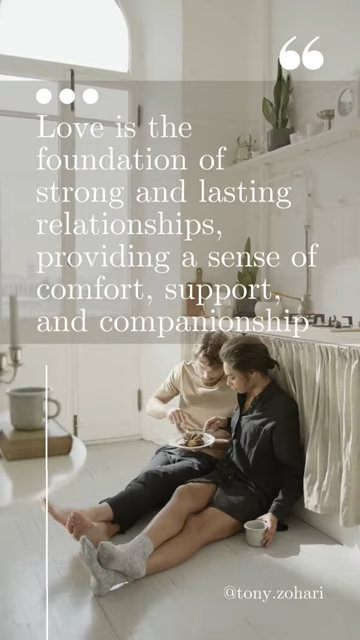 Love is the
foundation of
strong and lasting
relationships,
providing a sense of
comfort, support,
and companionship
@tony.zohari